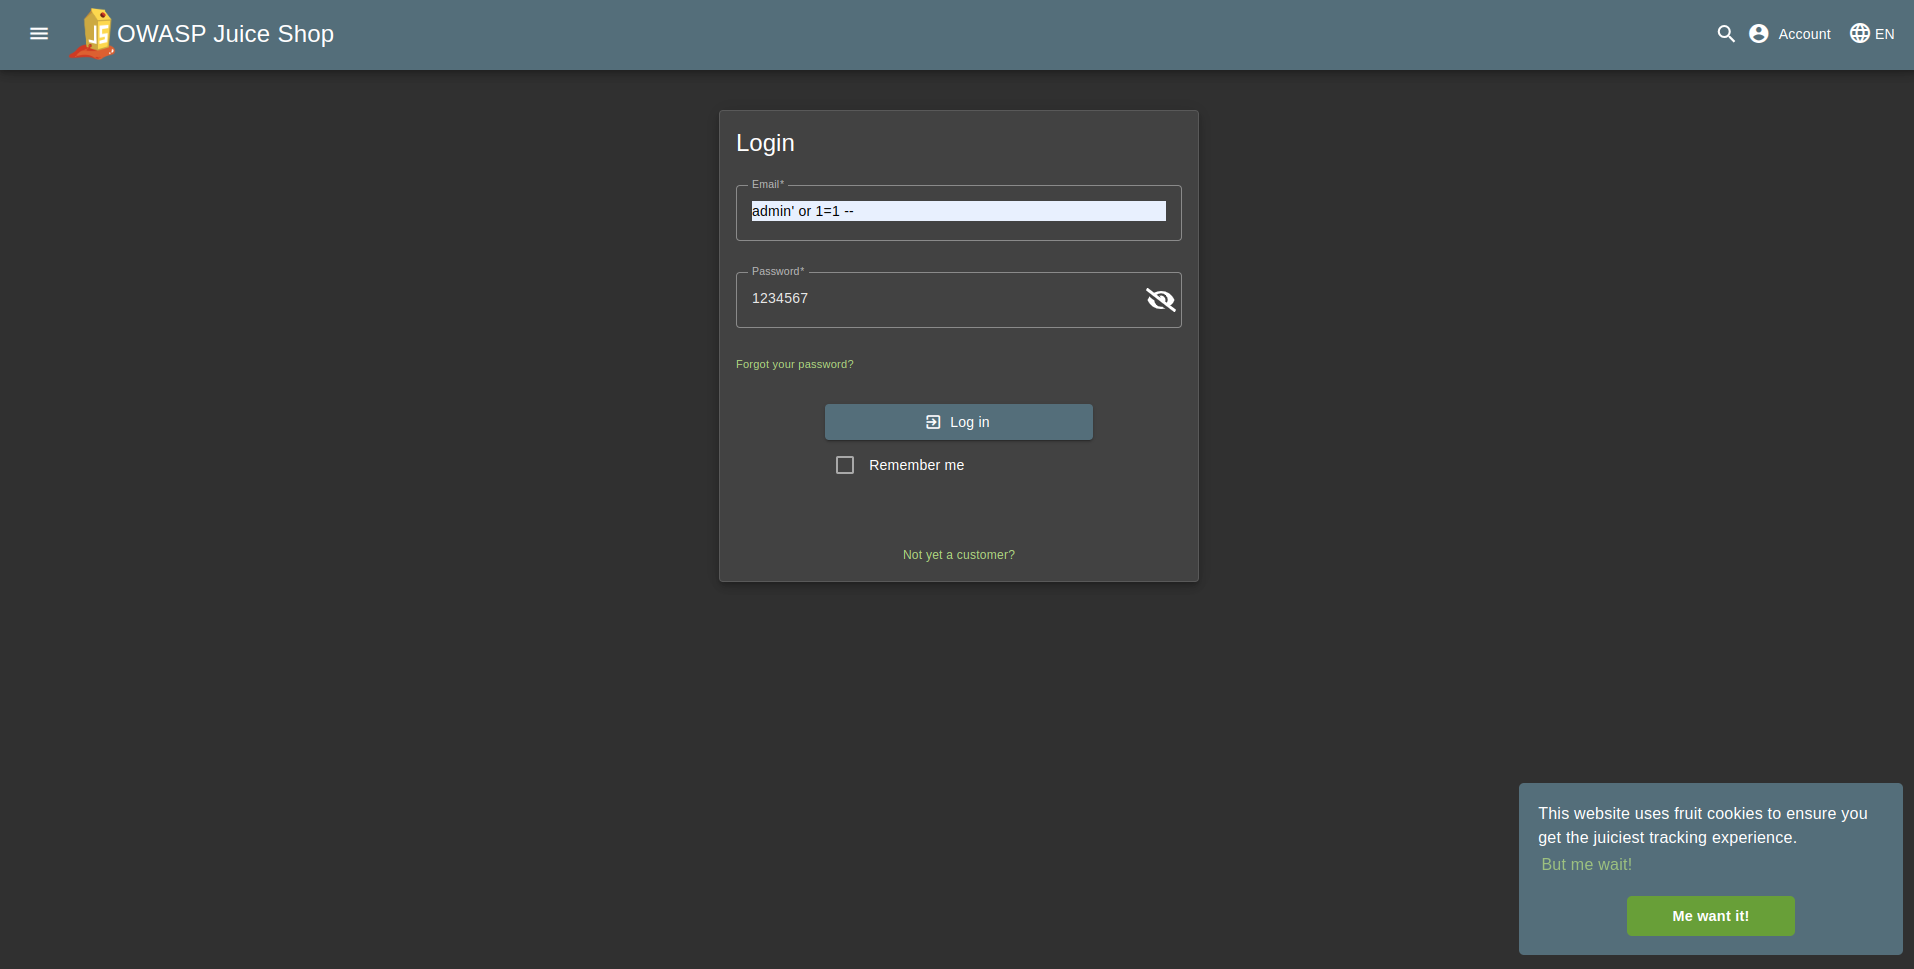 OWASP Juice Shop
Account
EN
Login
Email*
admin' or 1=1 --
Password*
1234567
Forgot your password?
Log in
Remember me
Not yet a customer?
This website uses fruit cookies to ensure you
get the juiciest tracking experience.
But me wait!
Me want it!